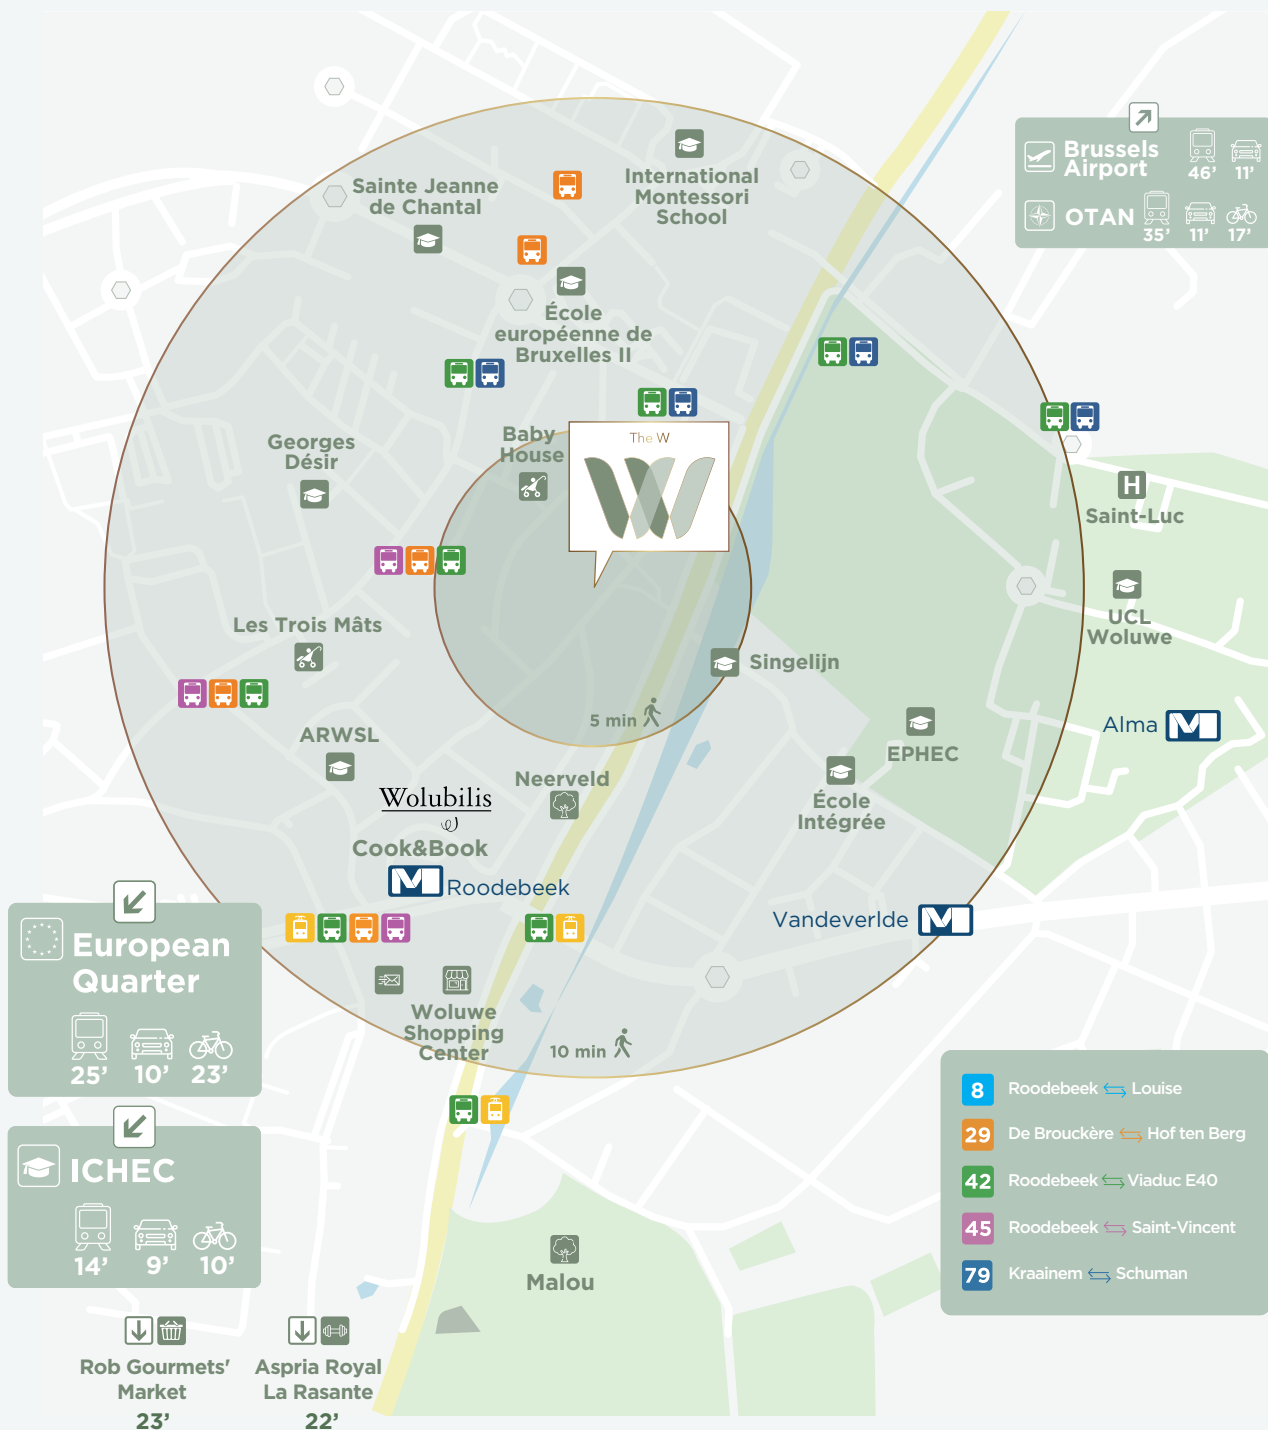 Brussels
Airport
46’ 11’
OTAN
35’ 11’ 17’
International
Montessori
School
Sainte Jeanne
de Chantal
École
européenne de
Bruxelles II
The W
Baby
House
Georges
Désir
H
Saint-Luc
UCL
Woluwe
Les Trois Mâts
Singelijn
5 min
Alma
M
ARWSL
EPHEC
Neerveld
Wolubilis
École
Intégrée
Cook&Book
M Roodebeek
Vandeverlde M
European
Quarter
25’ 10’ 23’
Woluwe
Shopping
Center
10 min
ICHEC
14’ 9’ 10’
8 Roodebeek Louise
29 De Brouckère Hof ten Berg
42 Roodebeek Viaduc E40
45 Roodebeek Saint-Vincent
79 Kraainem Schuman
Malou
Rob Gourmets'
Market
23’
Aspria Royal
La Rasante
22’